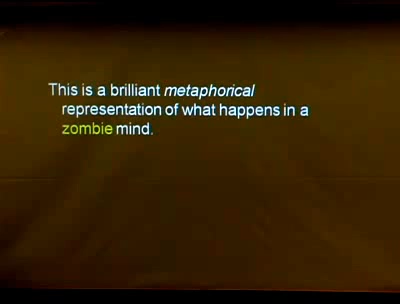 This is a brilliant metaphorical
representation of what happens in a
zombie mind.